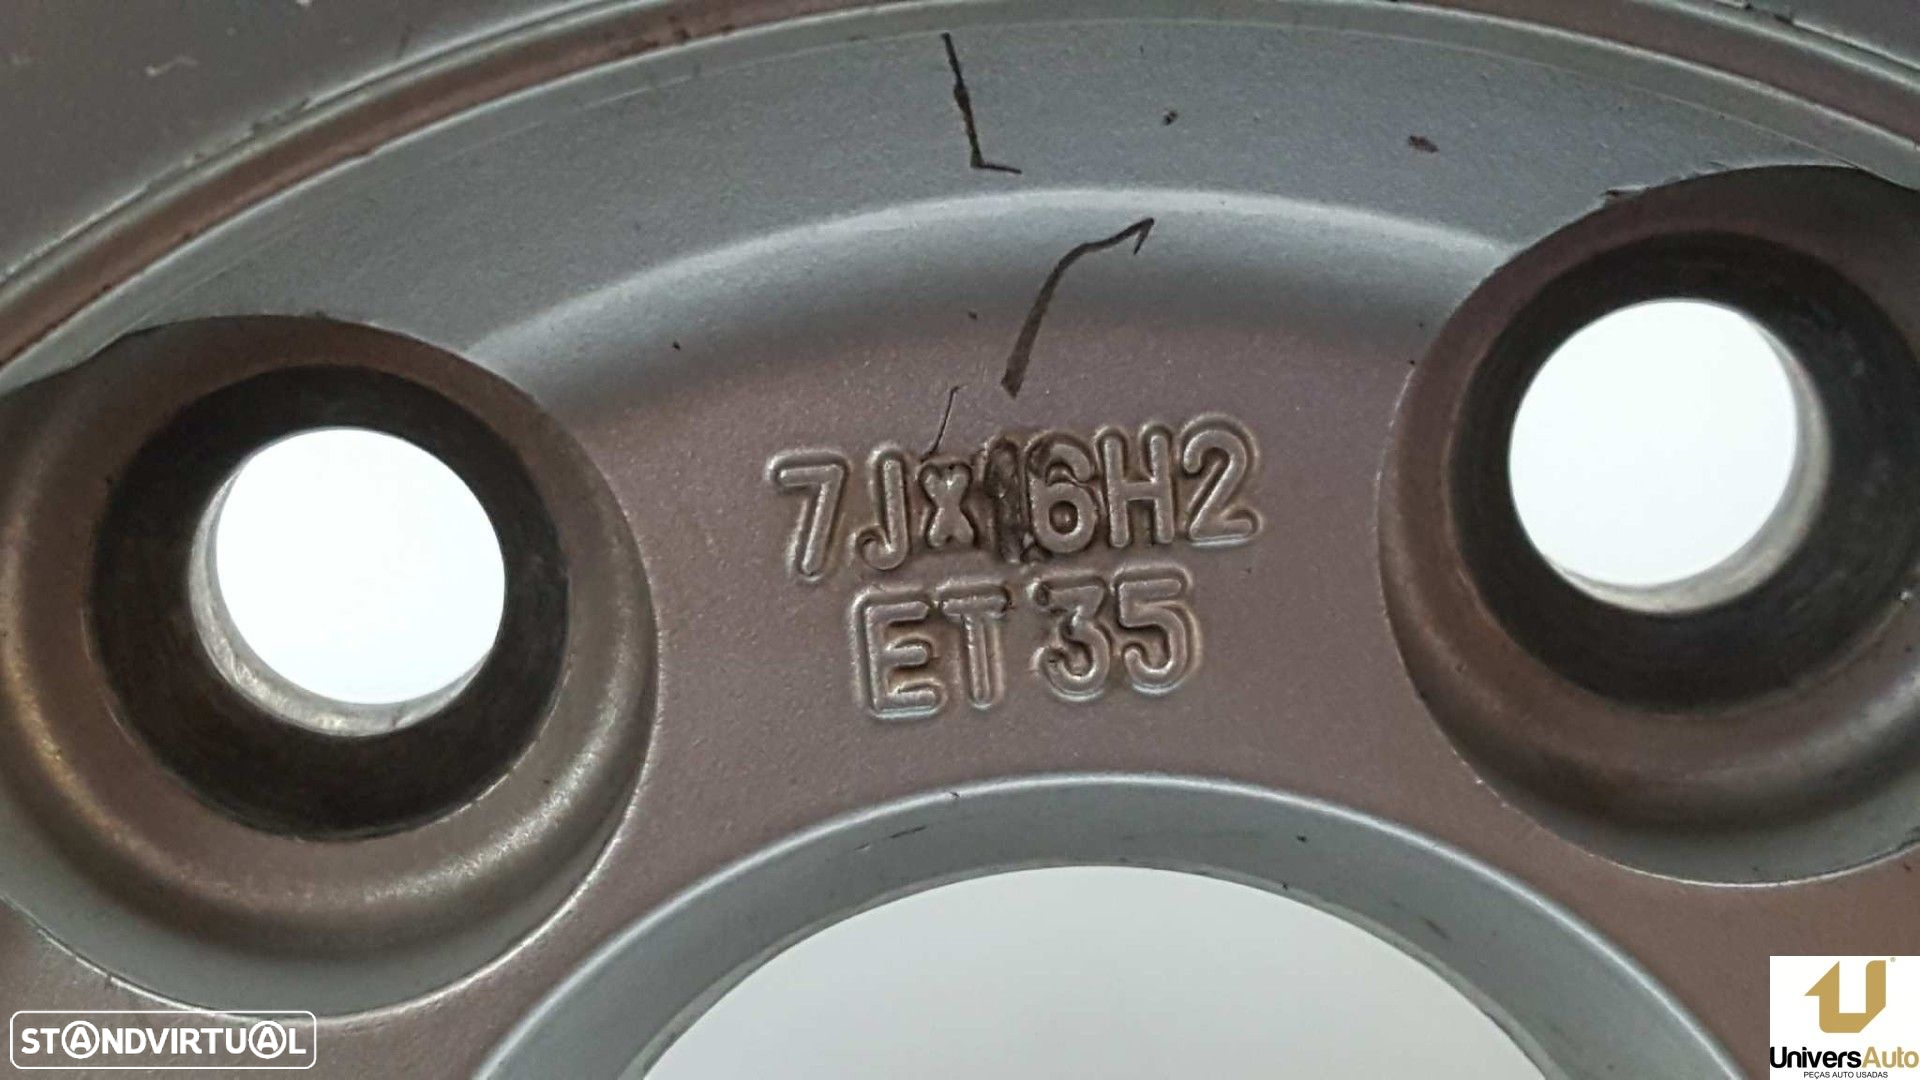 7Jx16H2
ET35
STANDVIRTUAL
UniversAuto
PEÇAS AUTO USADAS